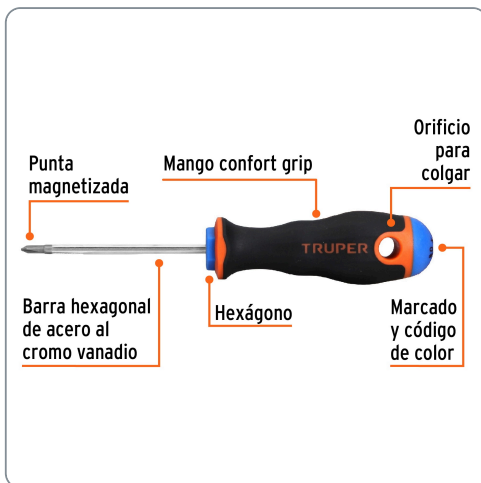 Orificio
para
colgar
Punta
magnetizada
Mango confort grip
TRUPER
Barra hexagonal
de acero al
cromo vanadio
Hexágono
Marcado
y código
de color